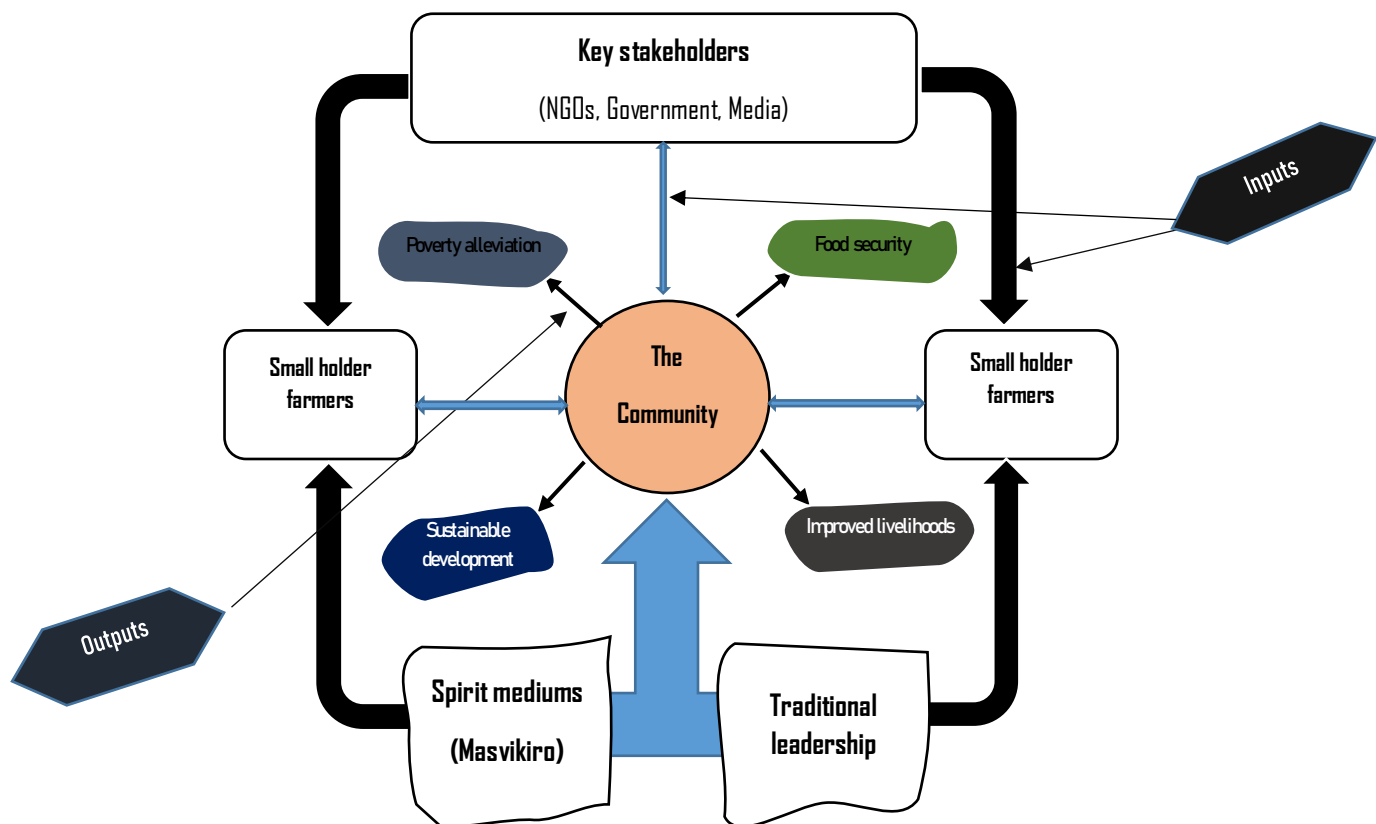 Key stakeholders
(NGOs, Government, Media)
Inputs
Poverty alleviation
Food security
Small holder
farmers
The
Community
Small holder
farmers
Sustainable
development
Improved livelihoods
Outputs
Spirit mediums
(Masvikiro)
Traditional
leadership